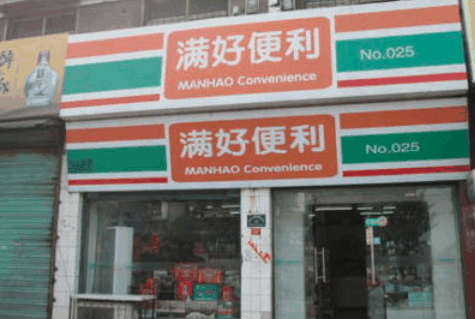 满好便利
MANHAO Convenience
No.025
满好便利
MANHAO Convenience
No.025